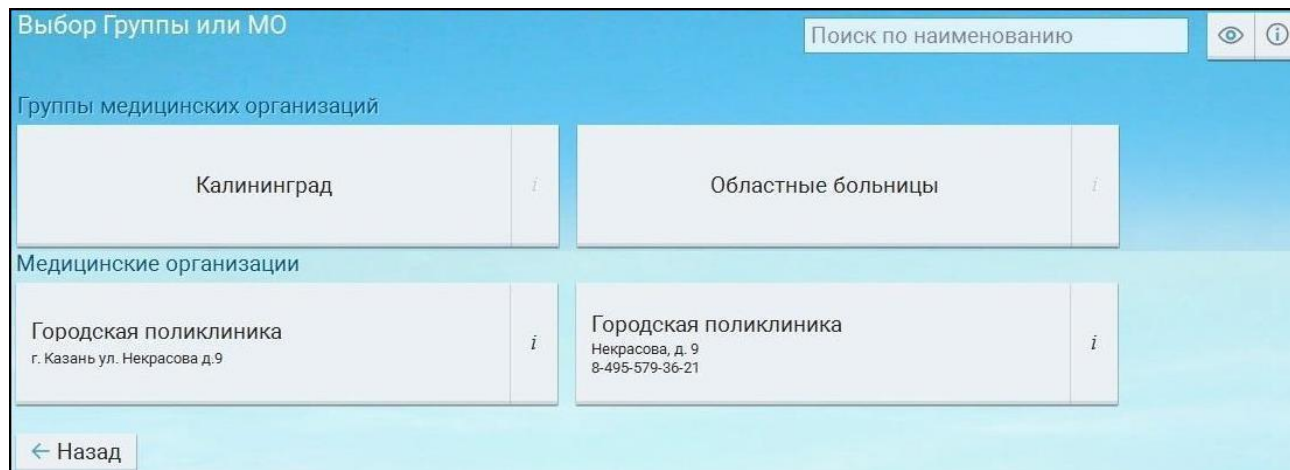 Выбор Группы или МО
Поиск по наименованию
Группы медицинских организаций
Калининград
i
Областные больницы
i
Медицинские организации
Городская поликлиника
г. Казань ул. Некрасова д.9
i
Городская поликлиника
Некрасова, д. 9
8-495-579-36-21
i
← Назад